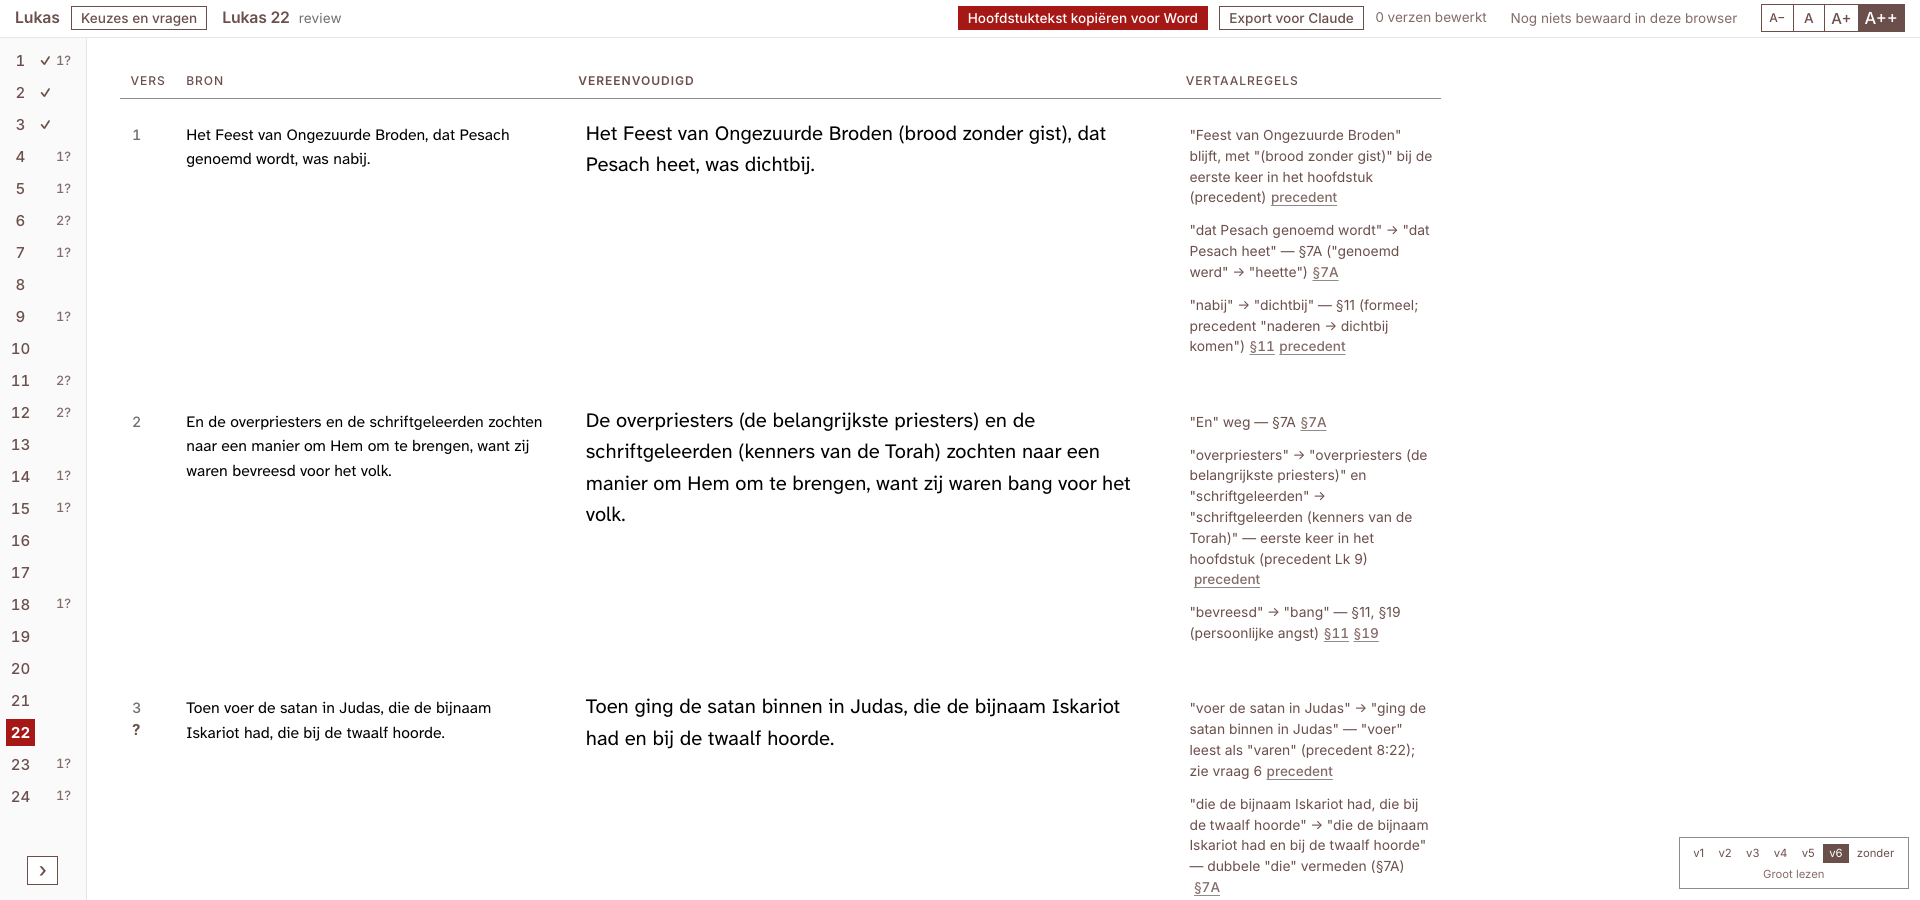 Lukas Keuzes en vragen Lukas 22 review Hoofdstuktekst kopiëren voor Word Export voor Claude 0 verzen bewerkt Nog niets bewaard in deze browser A− A A+ A++
1 ✓ 1?
2 ✓
3 ✓
4 1?
5 1?
6 2?
7 1?
8
9 1?
10
11 2?
12 2?
13
14 1?
15 1?
16
17
18 1?
19
20
21
22
23 1?
24 1?
›
VERS BRON VEREENVOUDIGD VERTAALREGELS
1
Het Feest van Ongezuurde Broden, dat Pesach
genoemd wordt, was nabij.
Het Feest van Ongezuurde Broden (brood zonder gist), dat
Pesach heet, was dichtbij.
"Feest van Ongezuurde Broden"
blijft, met "(brood zonder gist)" bij de
eerste keer in het hoofdstuk
(precedent) precedent
"dat Pesach genoemd wordt" → "dat
Pesach heet" — §7A ("genoemd
werd" → "heette") §7A
"nabij" → "dichtbij" — §11 (formeel;
precedent "naderen → dichtbij
komen") §11 precedent
2
En de overpriesters en de schriftgeleerden zochten
naar een manier om Hem om te brengen, want zij
waren bevreesd voor het volk.
De overpriesters (de belangrijkste priesters) en de
schriftgeleerden (kenners van de Torah) zochten naar een
manier om Hem om te brengen, want zij waren bang voor het
volk.
"En" weg — §7A §7A
"overpriesters" → "overpriesters (de
belangrijkste priesters)" en
"schriftgeleerden" →
"schriftgeleerden (kenners van de
Torah)" — eerste keer in het
hoofdstuk (precedent Lk 9)
precedent
"bevreesd" → "bang" — §11, §19
(persoonlijke angst) §11 §19
3
?
Toen voer de satan in Judas, die de bijnaam
Iskariot had, die bij de twaalf hoorde.
Toen ging de satan binnen in Judas, die de bijnaam Iskariot
had en bij de twaalf hoorde.
"voer de satan in Judas" → "ging de
satan binnen in Judas" — "voer"
leest als "varen" (precedent 8:22);
zie vraag 6 precedent
"die de bijnaam Iskariot had, die bij
de twaalf hoorde" → "die de bijnaam
Iskariot had en bij de twaalf hoorde"
— dubbele "die" vermeden (§7A)
§7A
v1 v2 v3 v4 v5 v6 zonder
Groot lezen